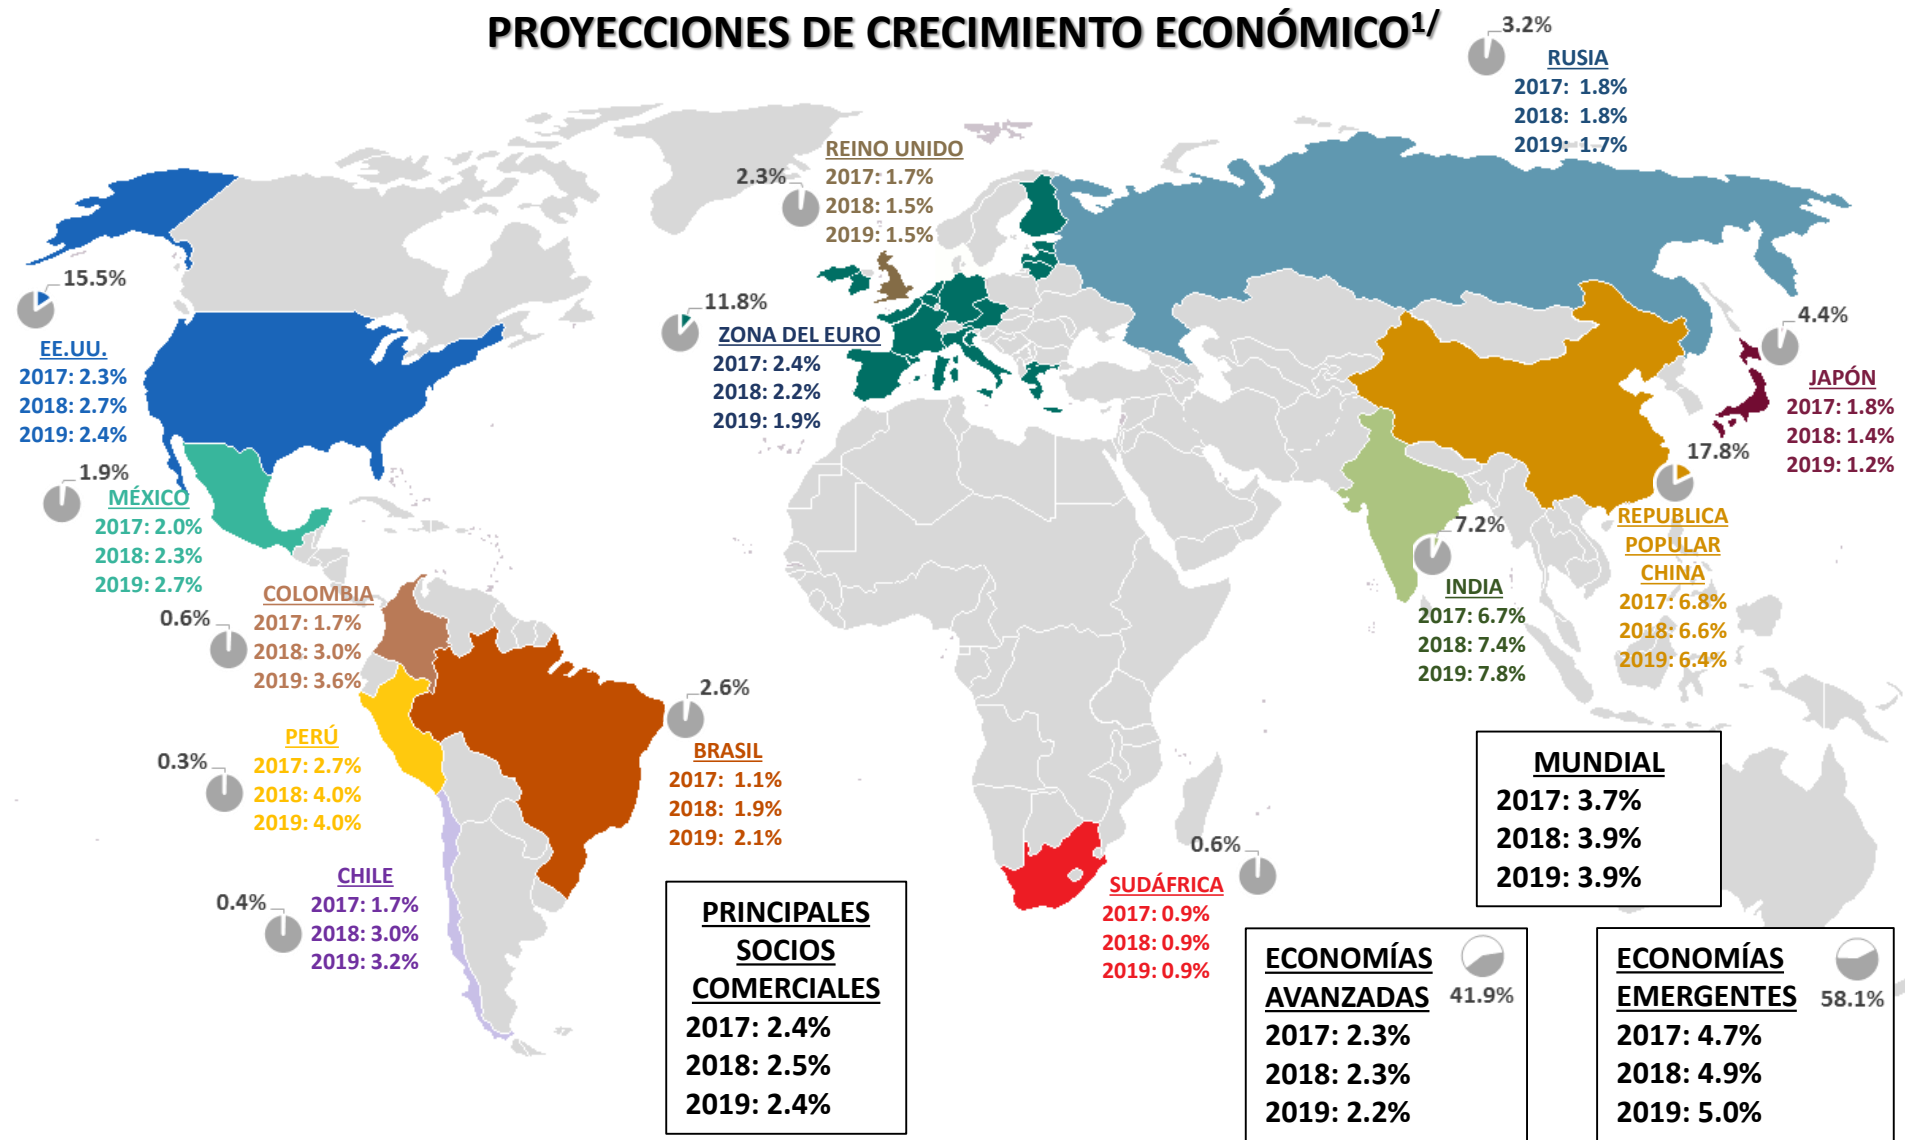 PROYECCIONES DE CRECIMIENTO ECONÓMICO1/
3.2%
RUSIA
2017: 1.8%
2018: 1.8%
2019: 1.7%
2.3%
REINO UNIDO
2017: 1.7%
2018: 1.5%
2019: 1.5%
15.5%
EE.UU.
2017: 2.3%
2018: 2.7%
2019: 2.4%
11.8%
ZONA DEL EURO
2017: 2.4%
2018: 2.2%
2019: 1.9%
4.4%
JAPÓN
2017: 1.8%
2018: 1.4%
2019: 1.2%
1.9%
MÉXICO
2017: 2.0%
2018: 2.3%
2019: 2.7%
17.8%
REPUBLICA
POPULAR
CHINA
2017: 6.8%
2018: 6.6%
2019: 6.4%
7.2%
INDIA
2017: 6.7%
2018: 7.4%
2019: 7.8%
0.6%
COLOMBIA
2017: 1.7%
2018: 3.0%
2019: 3.6%
2.6%
BRASIL
2017: 1.1%
2018: 1.9%
2019: 2.1%
0.3%
PERÚ
2017: 2.7%
2018: 4.0%
2019: 4.0%
0.4%
CHILE
2017: 1.7%
2018: 3.0%
2019: 3.2%
0.6%
SUDÁFRICA
2017: 0.9%
2018: 0.9%
2019: 0.9%
MUNDIAL
2017: 3.7%
2018: 3.9%
2019: 3.9%
PRINCIPALES
SOCIOS
COMERCIALES
2017: 2.4%
2018: 2.5%
2019: 2.4%
ECONOMÍAS
AVANZADAS
41.9%
2017: 2.3%
2018: 2.3%
2019: 2.2%
ECONOMÍAS
EMERGENTES
58.1%
2017: 4.7%
2018: 4.9%
2019: 5.0%